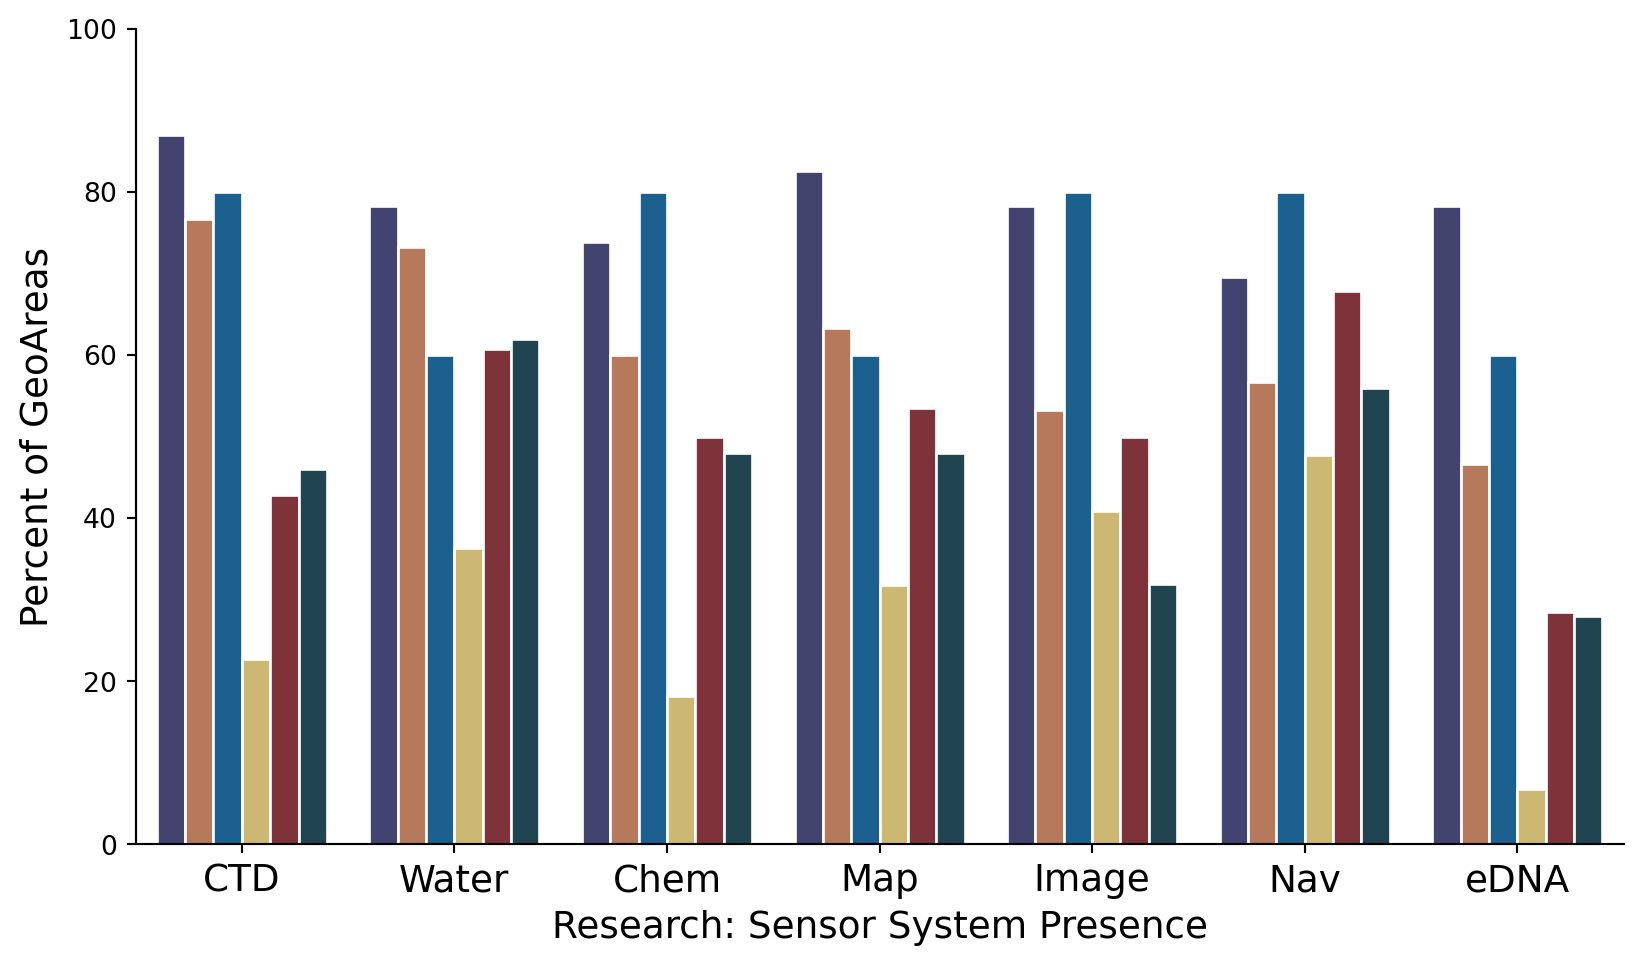 100
80
60
40
20
0
Percent of GeoAreas
CTD Water Chem Map Image Nav eDNA
Research: Sensor System Presence